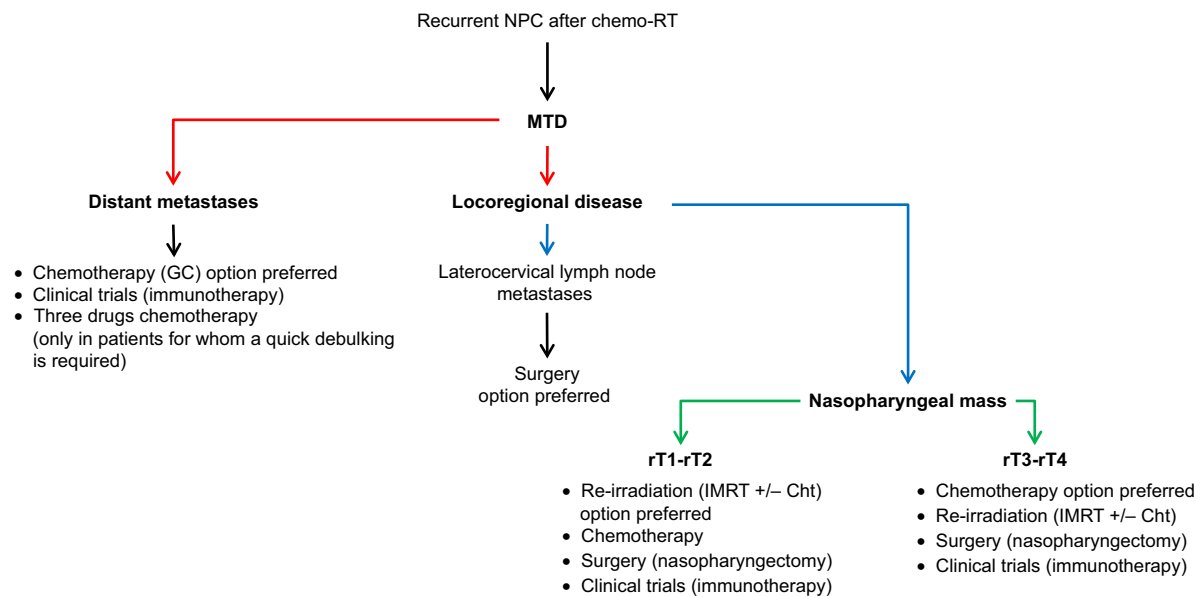 Recurrent NPC after chemo-RT
MTD
Distant metastases
• Chemotherapy (GC) option preferred
• Clinical trials (immunotherapy)
• Three drugs chemotherapy
(only in patients for whom a quick debulking
is required)
Locoregional disease
Laterocervical lymph node
metastases
Surgery
option preferred
Nasopharyngeal mass
rT1-rT2
• Re-irradiation (IMRT +/– Cht)
option preferred
• Chemotherapy
• Surgery (nasopharyngectomy)
• Clinical trials (immunotherapy)
rT3-rT4
• Chemotherapy option preferred
• Re-irradiation (IMRT +/– Cht)
• Surgery (nasopharyngectomy)
• Clinical trials (immunotherapy)